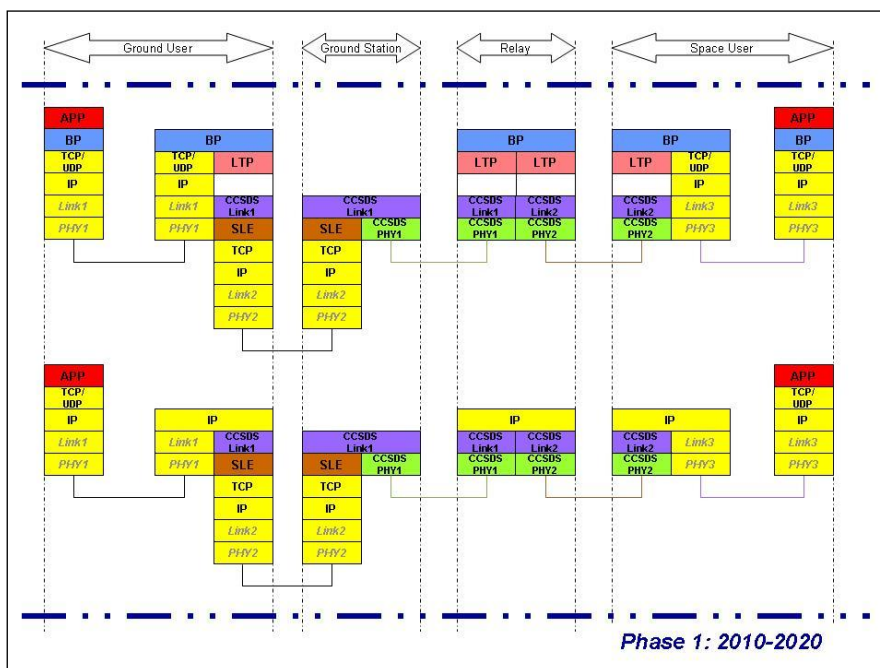 Ground User Ground Station Relay Space User
APP APP
BP BP BP BP BP
TCP/ TCP/ LTP LTP LTP LTP TCP/ TCP/
UDP UDP UDP UDP
IP IP IP IP
Link1 Link1 CCSDS CCSDS CCSDS CCSDS CCSDS Link3 Link3
Link1 Link1 Link1 Link2 Link2
PHY1 PHY1 SLE SLE CCSDS CCSDS CCSDS CCSDS PHY3 PHY3
PHY1 PHY1 PHY2 PHY2
TCP TCP
IP IP
Link2 Link2
PHY2 PHY2
APP APP
TCP/ TCP/
UDP UDP
IP IP IP IP IP
Link1 Link1 CCSDS CCSDS CCSDS CCSDS CCSDS Link3 Link3
Link1 Link1 Link1 Link2 Link2
PHY1 PHY1 SLE SLE CCSDS CCSDS CCSDS CCSDS PHY3 PHY3
PHY1 PHY1 PHY2 PHY2
TCP TCP
IP IP
Link2 Link2
PHY2 PHY2
Phase 1: 2010-2020